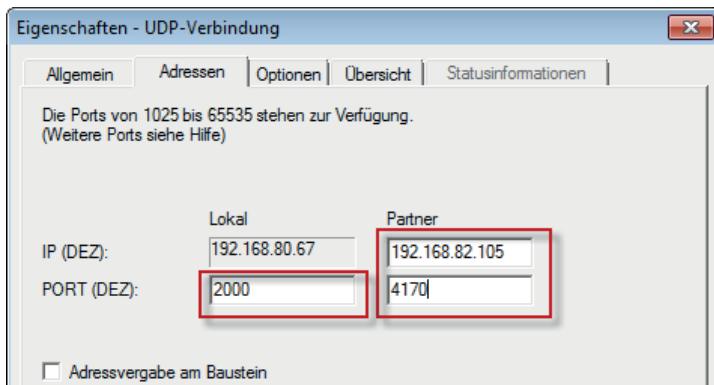 Eigenschaften - UDP-Verbindung
Allgemein Adressen Optionen Übersicht Statusinformationen
Die Ports von 1025 bis 65535 stehen zur Verfügung.
(Weitere Ports siehe Hilfe)
Lokal Partner
IP (DEZ): 192.168.80.67 192.168.82.105
PORT (DEZ): 2000 4170
Adressvergabe am Baustein